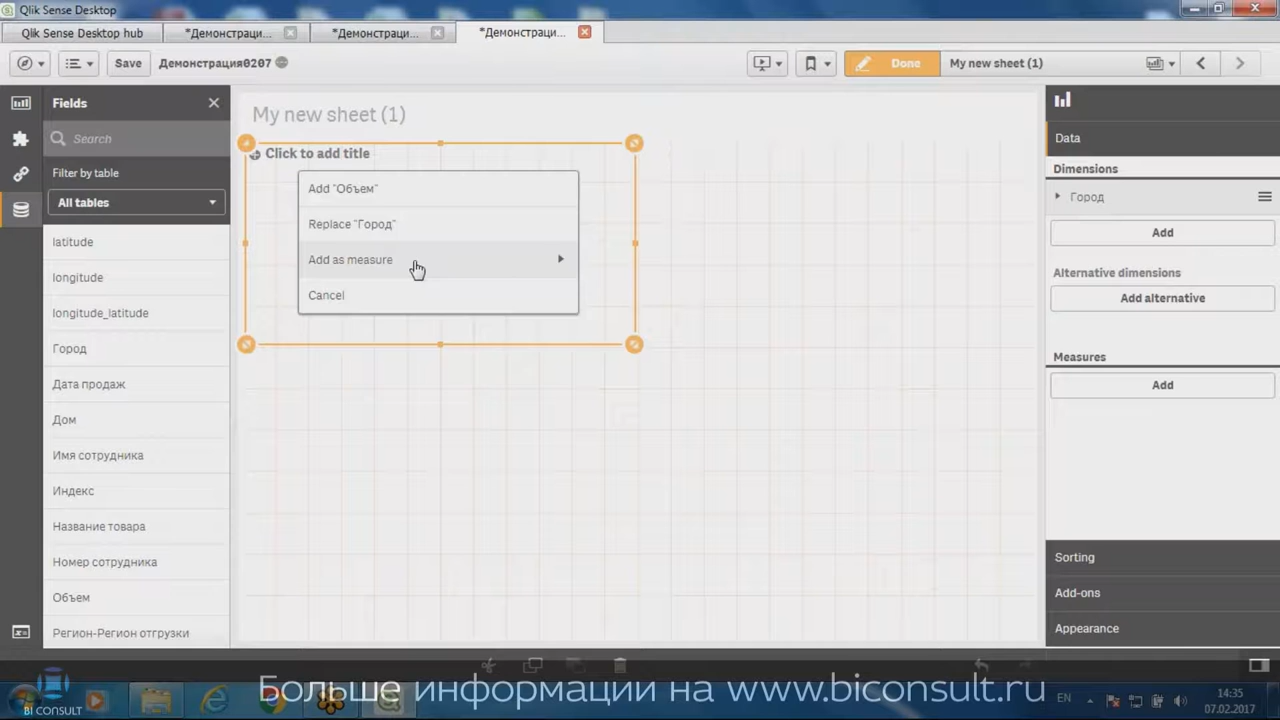 Qlik Sense Desktop
Qlik Sense Desktop hub
*Демонстраци...
*Демонстраци...
*Демонстраци...
Save
Демонстрация0207
Done
My new sheet (1)
Fields
Search
Filter by table
All tables
latitude
longitude
longitude_latitude
Город
Дата продаж
Дом
Имя сотрудника
Индекс
Название товара
Номер сотрудника
Объем
Регион-Регион отгрузки
My new sheet (1)
Click to add title
Add "Объем"
Replace "Город"
Add as measure
Cancel
Data
Dimensions
Город
Add
Alternative dimensions
Add alternative
Measures
Add
Sorting
Add-ons
Appearance
Больше информации на www.biconsult.ru
BI CONSULT
EN
14:35
07.02.2017